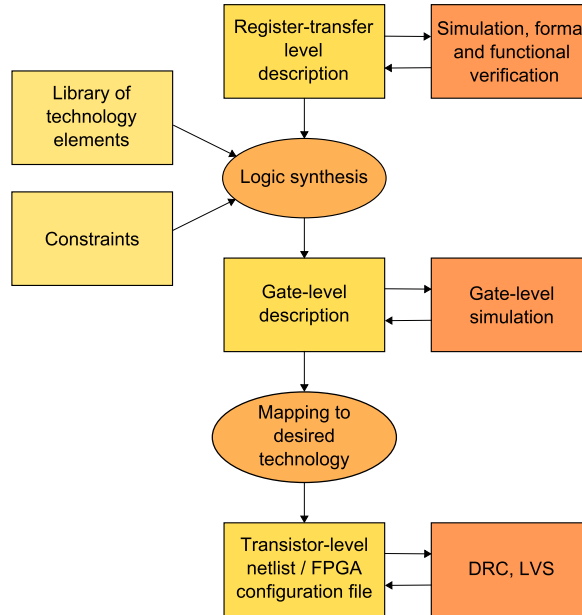 Register-transfer
level
description
Simulation, formal
and functional
verification
Library of
technology
elements
Logic synthesis
Constraints
Gate-level
description
Gate-level
simulation
Mapping to
desired
technology
Transistor-level
netlist / FPGA
configuration file
DRC, LVS